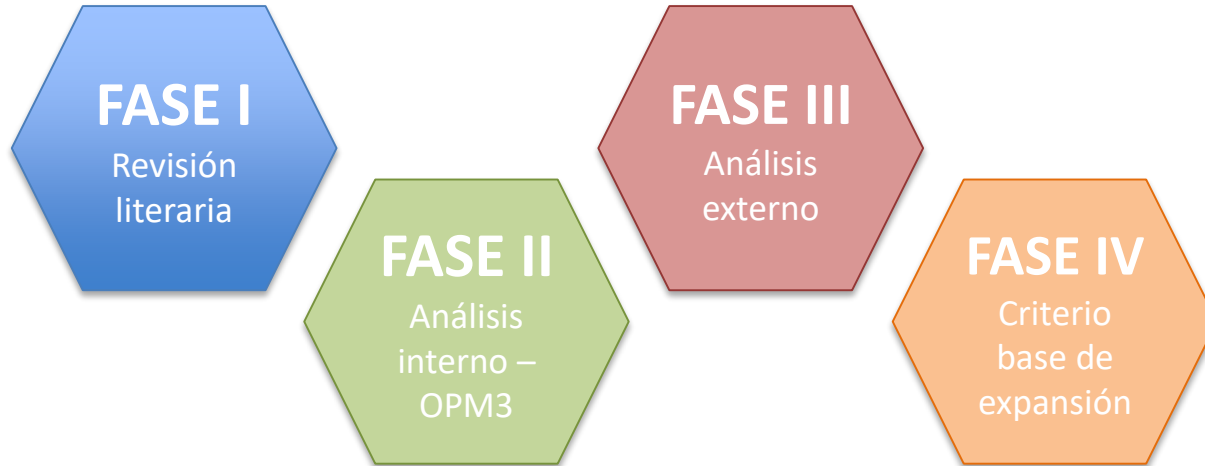 FASE I
Revisión
literaria
FASE II
Análisis
interno –
OPM3
FASE III
Análisis
externo
FASE IV
Criterio
base de
expansión